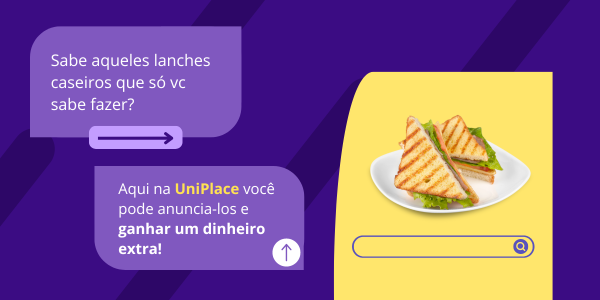 Sabe aqueles lanches
caseiros que só vc
sabe fazer?
Aqui na UniPlace você
pode anuncia-los e
ganhar um dinheiro
extra!